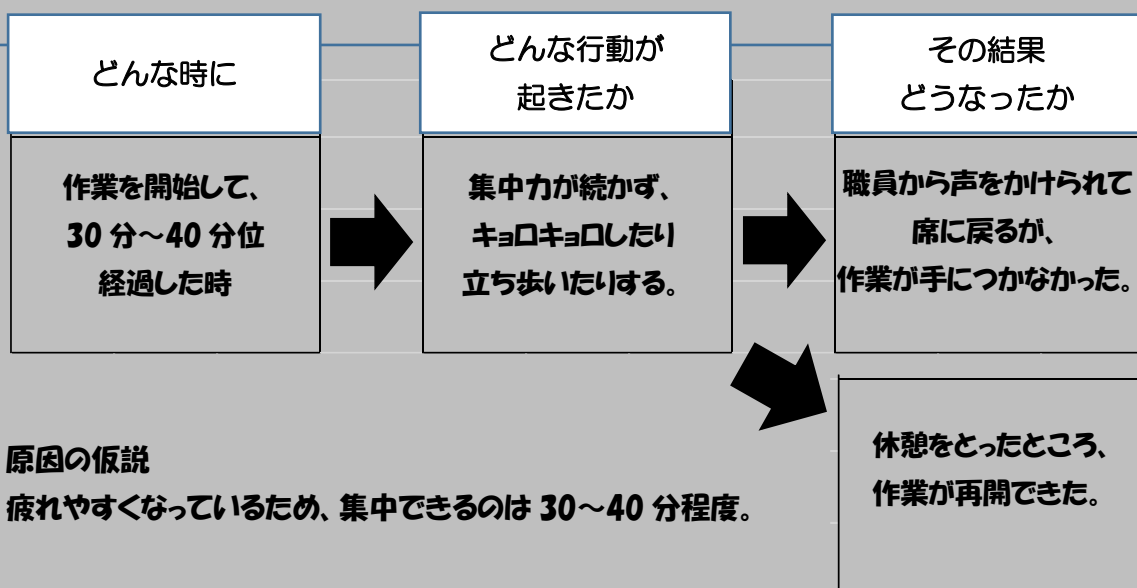 どんな時に
どんな行動が
起きたか
その結果
どうなったか
作業を開始して、
30 分～40 分位
経過した時
集中力が続かず、
キョロキョロしたり
立ち歩いたりする。
職員から声をかけられて
席に戻るが、
作業が手につかなかった。
休憩をとったところ、
作業が再開できた。
原因の仮説
疲れやすくなっているため、集中できるのは 30～40 分程度。